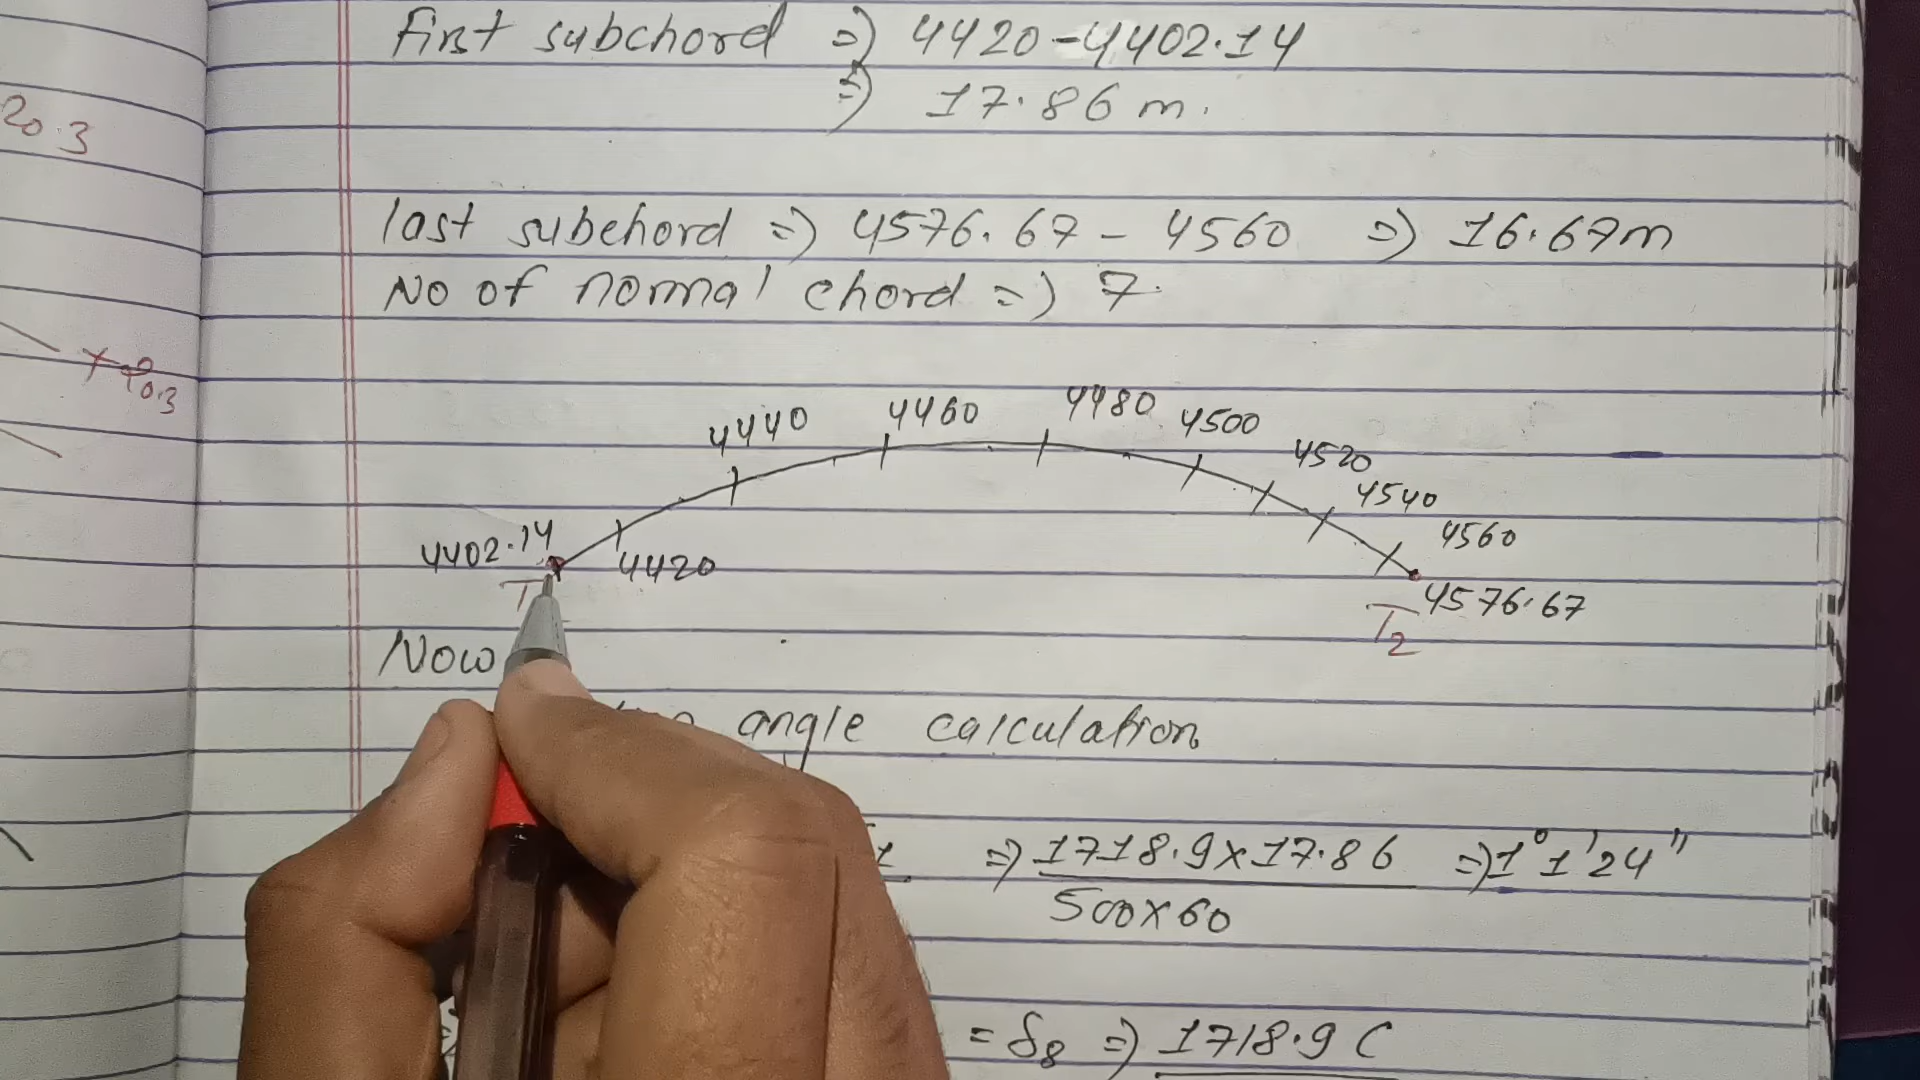 First subchord => 4420-4402.14
=> 17.86 m.
20.3
last subchord => 4576.67 - 4560 => 16.67m
No of normal chord => 7.
4440 4460 4480 4500
4520
4540
4402.14 4420 4560
T 4576.67
T2
Now
angle calculation
1 => 1718.9x17.86 => 1°1'24"
500x60
= δ8 => 1718.9 C